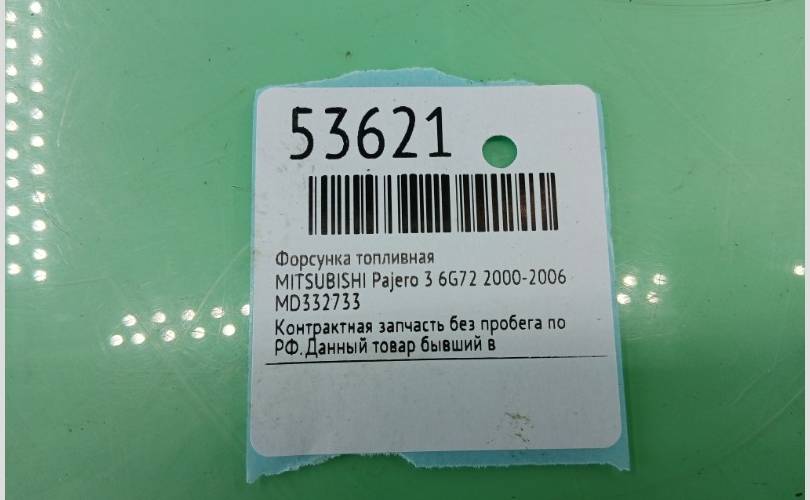 53621
Форсунка топливная
MITSUBISHI Pajero 3 6G72 2000-2006
MD332733
Контрактная запчасть без пробега по
РФ. Данный товар бывший в